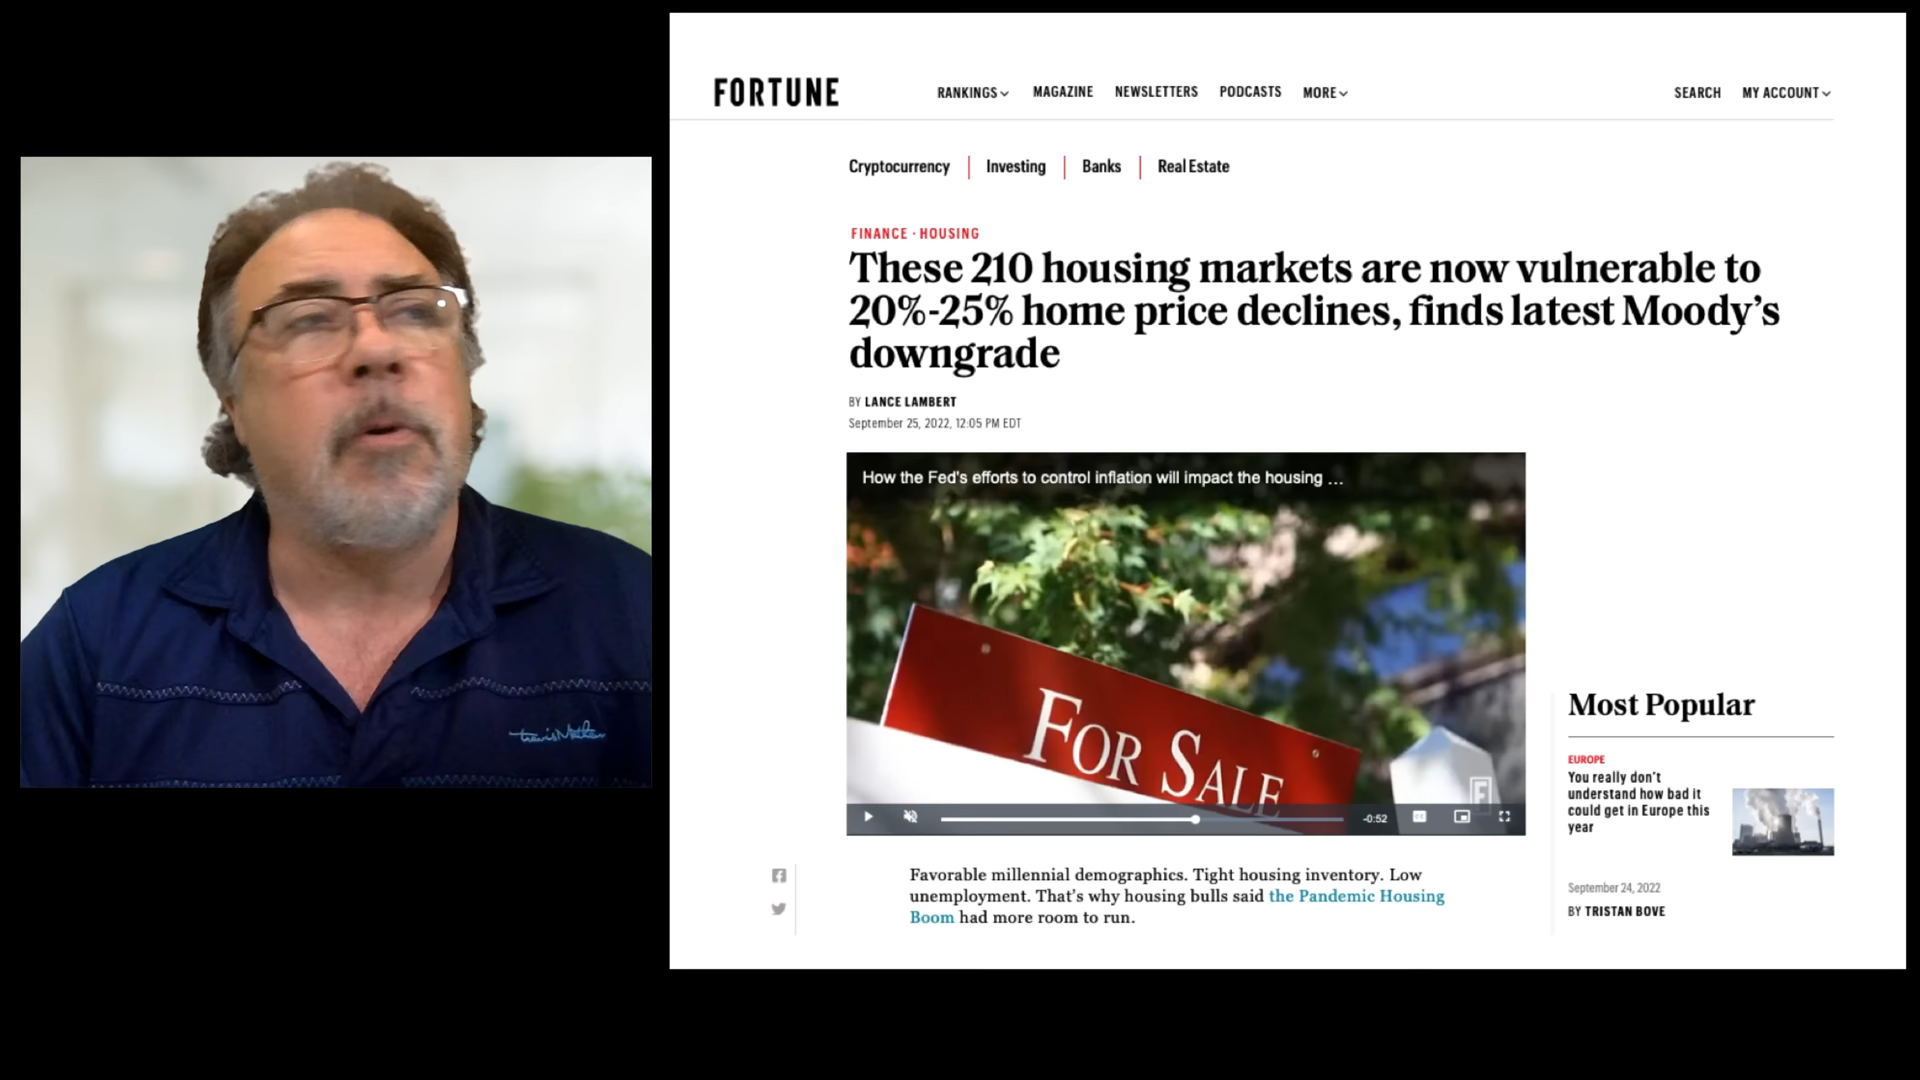 FORTUNE
RANKINGS MAGAZINE NEWSLETTERS PODCASTS MORE SEARCH MY ACCOUNT
Cryptocurrency Investing Banks Real Estate
FINANCE · HOUSING
These 210 housing markets are now vulnerable to
20%-25% home price declines, finds latest Moody’s
downgrade
BY LANCE LAMBERT
September 25, 2022, 12:05 PM EDT
How the Fed's efforts to control inflation will impact the housing ...
FOR SALE
F
-0:52
CC
Favorable millennial demographics. Tight housing inventory. Low
unemployment. That’s why housing bulls said the Pandemic Housing
Boom had more room to run.
Most Popular
EUROPE
You really don’t
understand how bad it
could get in Europe this
year
September 24, 2022
BY TRISTAN BOVE
travisMathew